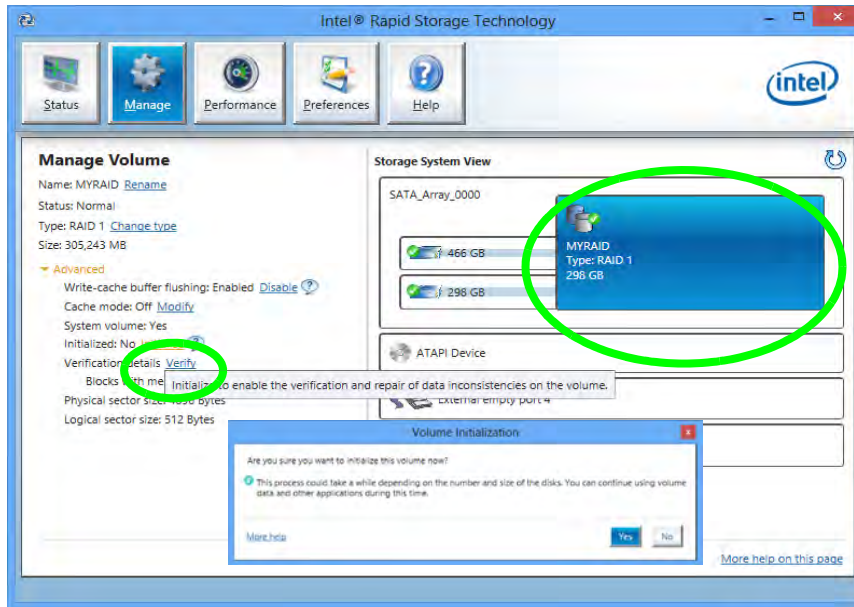 Intel® Rapid Storage Technology
Status
Manage
Performance
Preferences
Help
intel
Manage Volume
Name: MYRAID Rename
Status: Normal
Type: RAID 1 Change type
Size: 305,243 MB
Advanced
Write-cache buffer flushing: Enabled Disable ?
Cache mode: Off Modify
System volume: Yes
Initialized: No
Verification details Verify
Blocks with me
Initialize to enable the verification and repair of data inconsistencies on the volume.
Physical sector size: 4096 Bytes
Logical sector size: 512 Bytes
Storage System View
SATA_Array_0000
466 GB
298 GB
MYRAID
Type: RAID 1
298 GB
ATAPI Device
External empty port 4
Volume Initialization
Are you sure you want to initialize this volume now?
This process could take a while depending on the number and size of the disks. You can continue using volume
data and other applications during this time.
More help
Yes
No
More help on this page